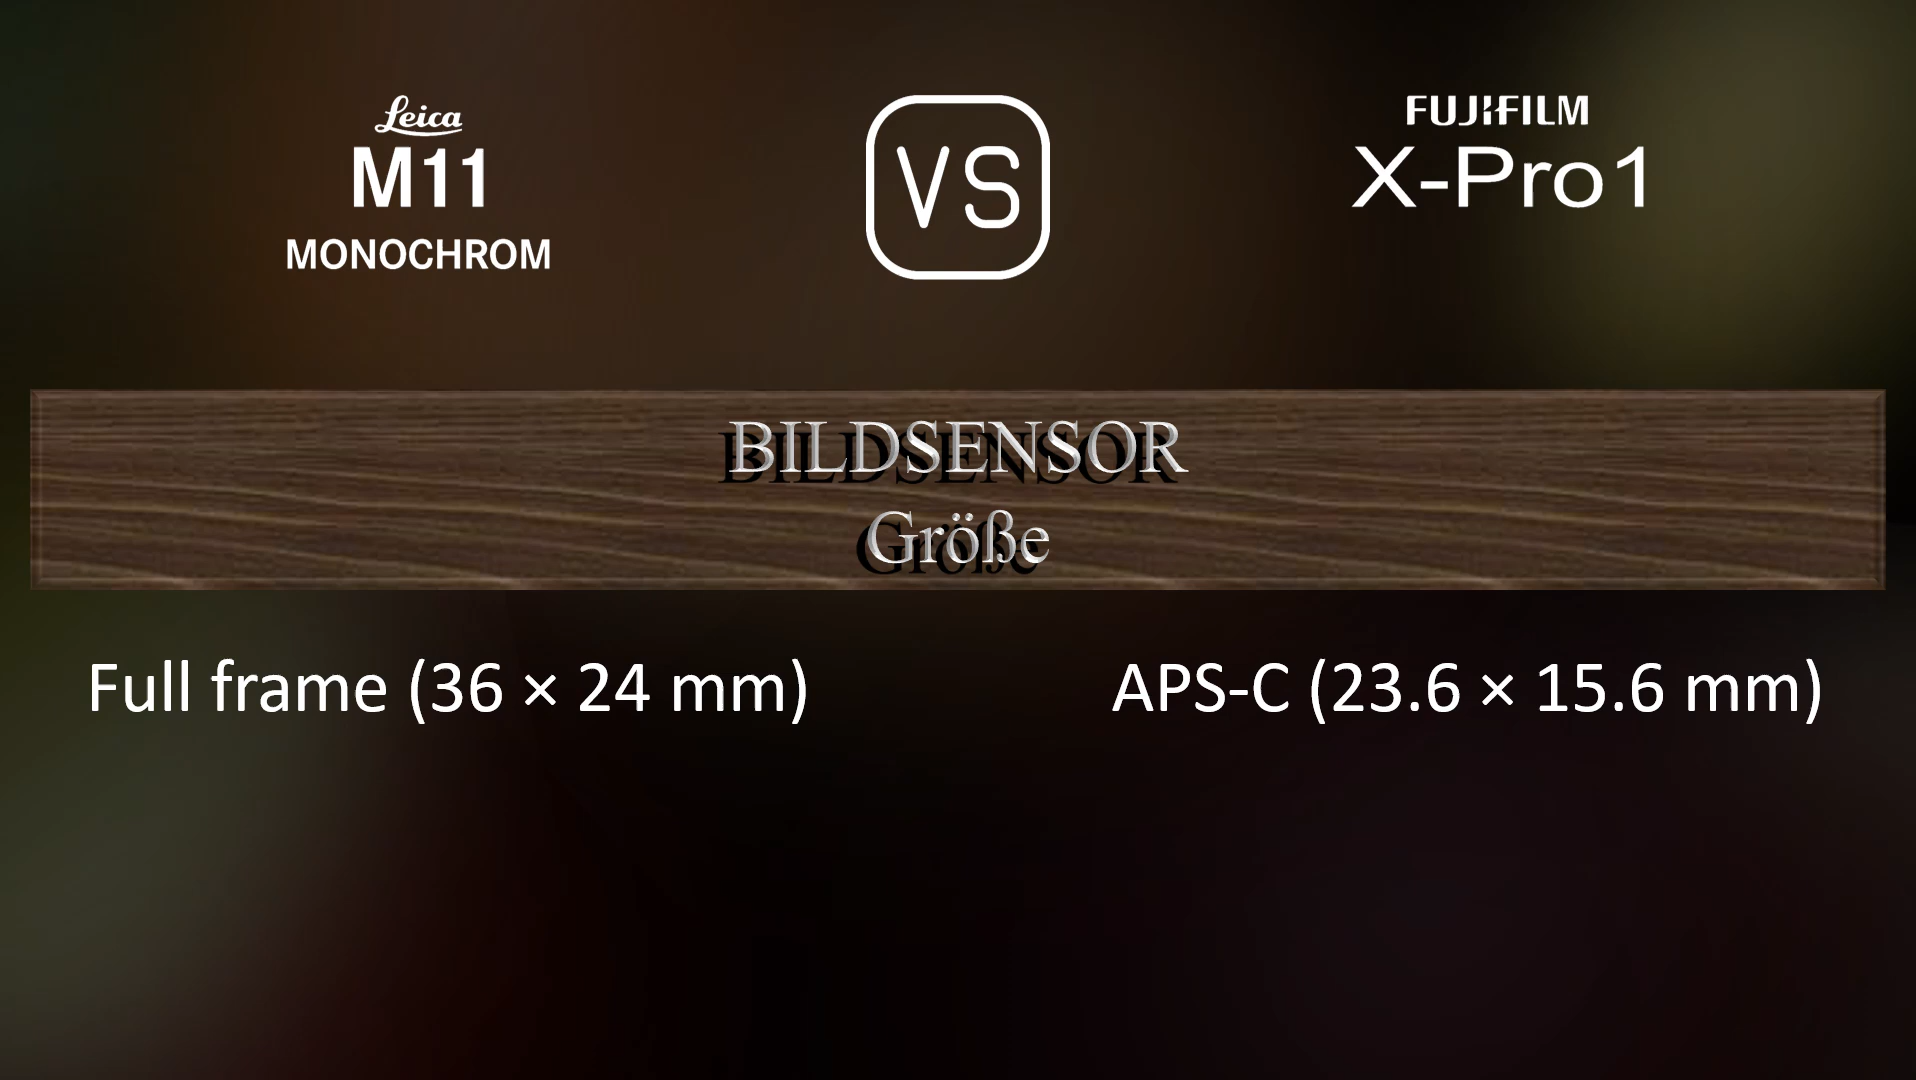 Leica
M11
MONOCHROM
VS
FUJIFILM
X-Pro1
BILDSENSOR
Größe
Full frame (36 × 24 mm)
APS-C (23.6 × 15.6 mm)